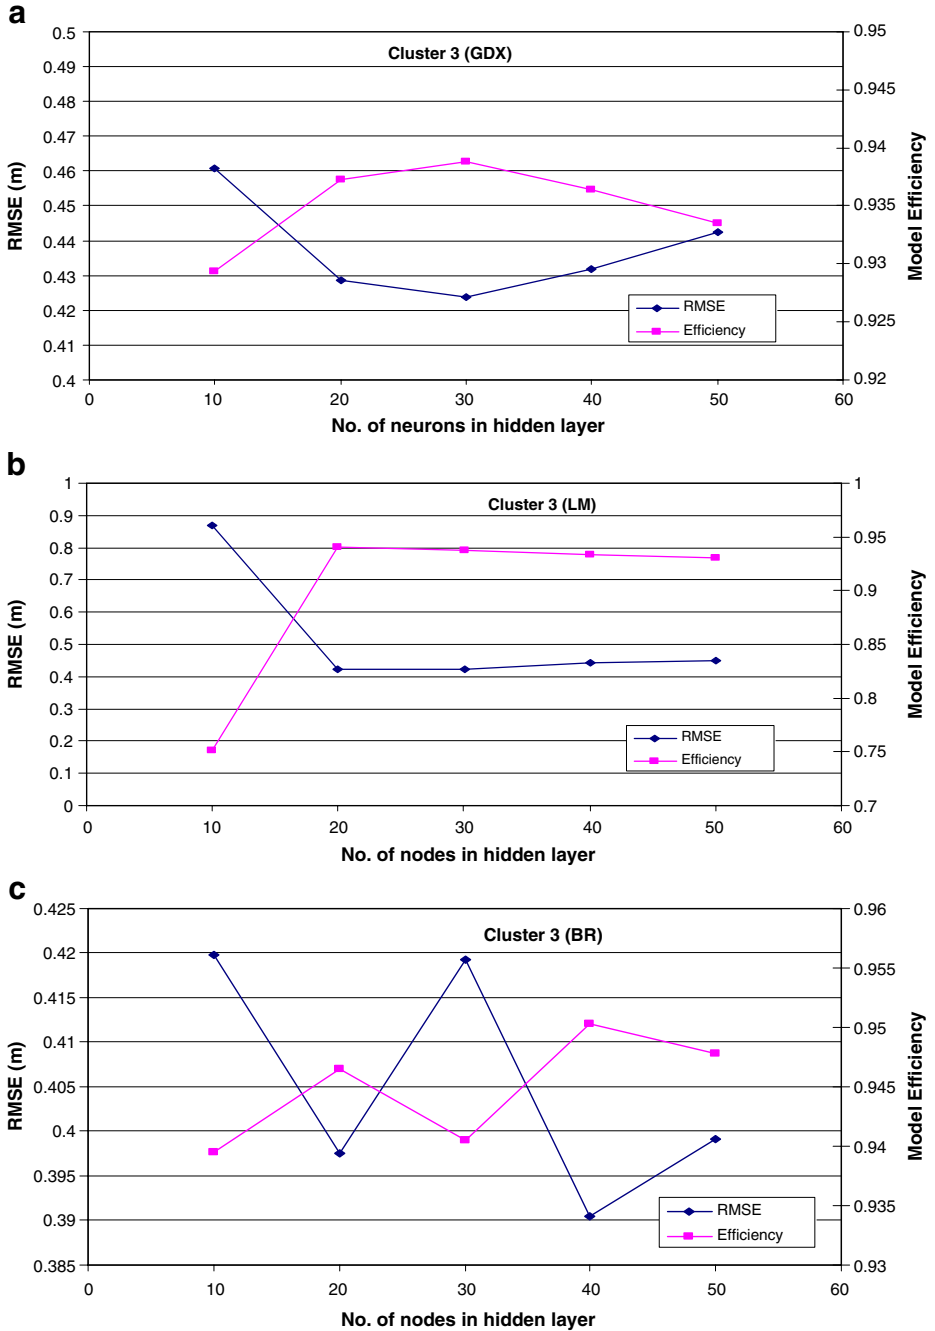 a
Cluster 3 (GDX)
0.5
0.49
0.48
0.47
0.46
0.45
0.44
0.43
0.42
0.41
0.4
RMSE (m)
0.95
0.945
0.94
0.935
0.93
0.925
0.92
Model Efficiency
RMSE
Efficiency
0 10 20 30 40 50 60
No. of neurons in hidden layer
b
Cluster 3 (LM)
1
0.9
0.8
0.7
0.6
0.5
0.4
0.3
0.2
0.1
0
RMSE (m)
1
0.95
0.9
0.85
0.8
0.75
0.7
Model Efficiency
RMSE
Efficiency
0 10 20 30 40 50 60
No. of nodes in hidden layer
c
Cluster 3 (BR)
0.425
0.42
0.415
0.41
0.405
0.4
0.395
0.39
0.385
RMSE (m)
0.96
0.955
0.95
0.945
0.94
0.935
0.93
Model Efficiency
RMSE
Efficiency
0 10 20 30 40 50 60
No. of nodes in hidden layer